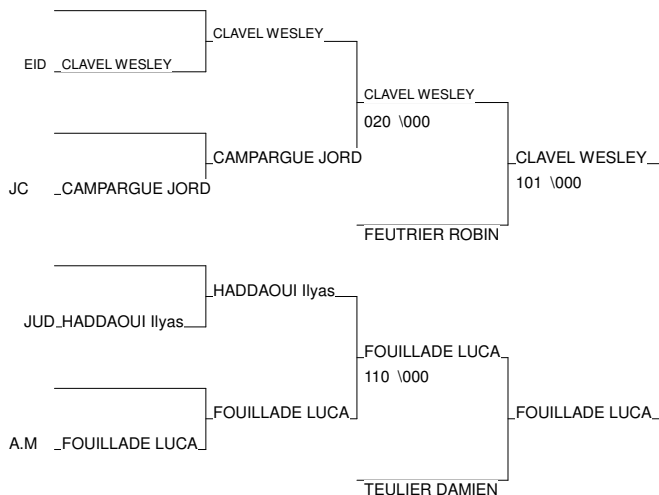 CLAVEL WESLEY
EID CLAVEL WESLEY
CLAVEL WESLEY
020 \000
CAMPARGUE JORD
CLAVEL WESLEY
101 \000
JC CAMPARGUE JORD
FEUTRIER ROBIN
HADDAOUI Ilyas
JUD HADDAOUI Ilyas
FOUILLADE LUCA
110 \000
FOUILLADE LUCA
FOUILLADE LUCA
A.M FOUILLADE LUCA
TEULIER DAMIEN